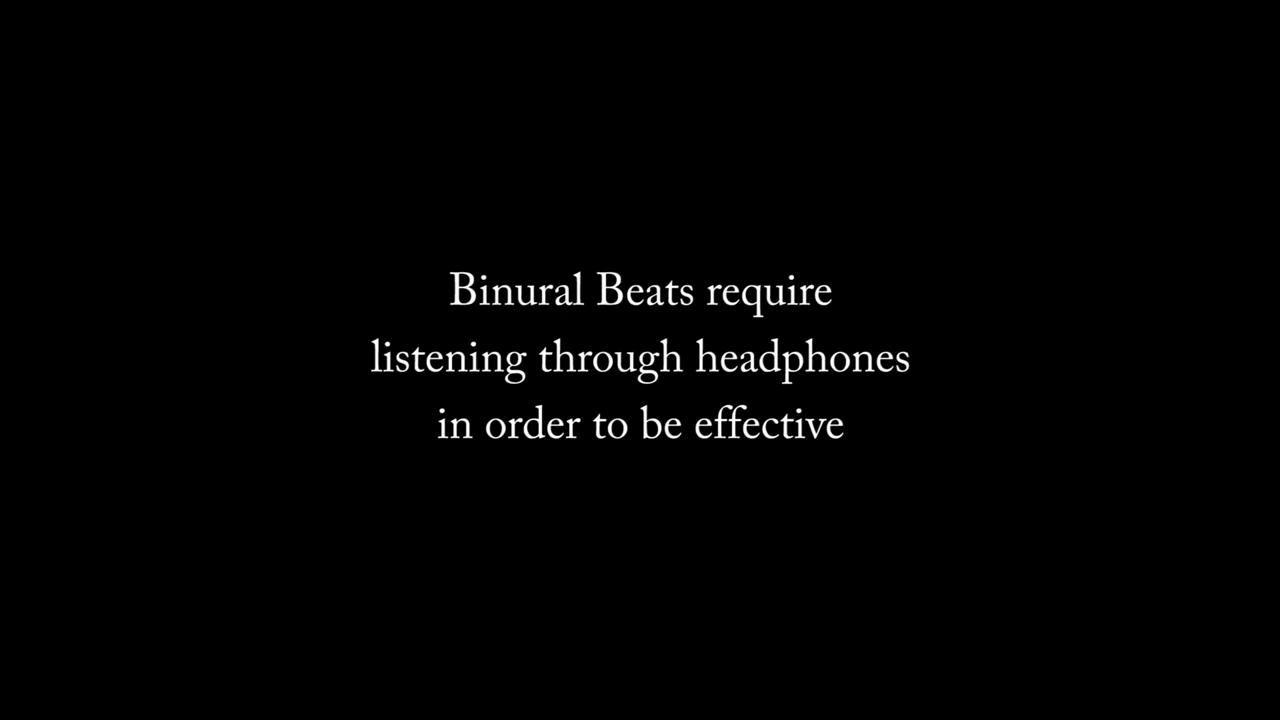 Binural Beats require
listening through headphones
in order to be effective